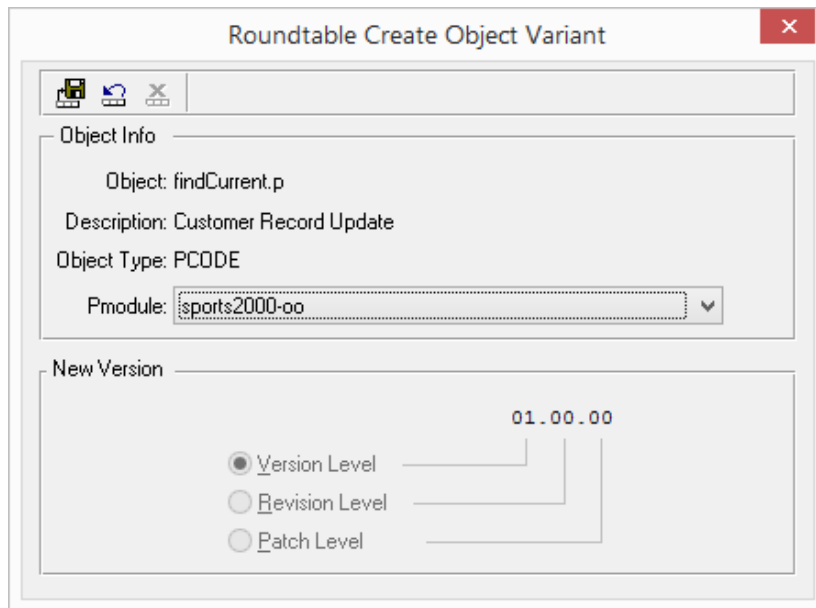 Roundtable Create Object Variant
Object Info
Object: findCurrent.p
Description: Customer Record Update
Object Type: PCODE
Pmodule: sports2000-oo
New Version
01.00.00
Version Level
Revision Level
Patch Level